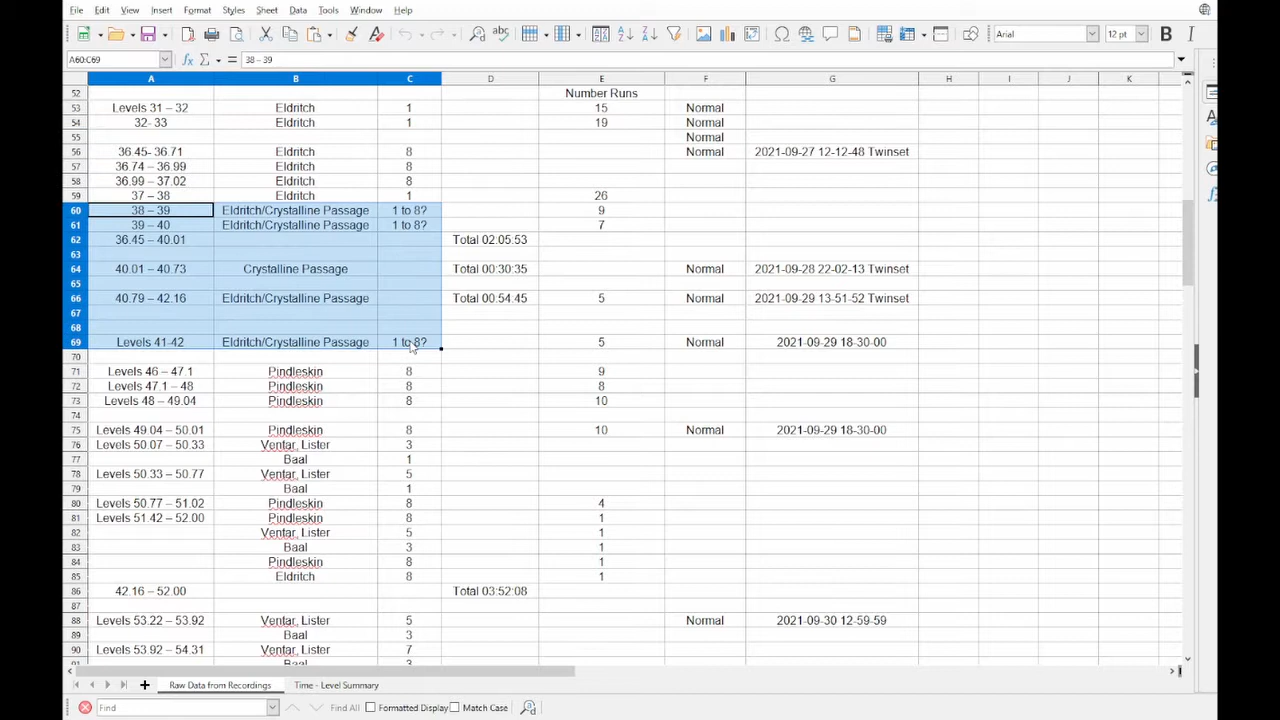 File Edit View Insert Format Styles Sheet Data Tools Window Help
Arial 12 pt B I
A60:C69 fx Σ = 38 – 39
A B C D E F G H I J K
52 Number Runs
53 Levels 31 – 32 Eldritch 1 15 Normal
54 32- 33 Eldritch 1 19 Normal
55 Normal
56 36.45- 36.71 Eldritch 8 Normal 2021-09-27 12-12-48 Twinset
57 36.74 – 36.99 Eldritch 8
58 36.99 – 37.02 Eldritch 8
59 37 – 38 Eldritch 1 26
60 38 – 39 Eldritch/Crystalline Passage 1 to 8? 9
61 39 – 40 Eldritch/Crystalline Passage 1 to 8? 7
62 36.45 – 40.01 Total 02:05.53
63
64 40.01 – 40.73 Crystalline Passage Total 00:30:35 Normal 2021-09-28 22-02-13 Twinset
65
66 40.79 – 42.16 Eldritch/Crystalline Passage Total 00:54.45 5 Normal 2021-09-29 13-51-52 Twinset
67
68
69 Levels 41-42 Eldritch/Crystalline Passage 1 to 8? 5 Normal 2021-09-29 18-30-00
70
71 Levels 46 – 47.1 Pindleskin 8 9
72 Levels 47.1 – 48 Pindleskin 8 8
73 Levels 48 – 49.04 Pindleskin 8 10
74
75 Levels 49.04 – 50.01 Pindleskin 8 10 Normal 2021-09-29 18-30-00
76 Levels 50.07 – 50.33 Ventar, Lister 3
77 Baal 1
78 Levels 50.33 – 50.77 Ventar, Lister 5
79 Baal 1
80 Levels 50.77 – 51.02 Pindleskin 8 4
81 Levels 51.42 – 52.00 Pindleskin 8 1
82 Ventar, Lister 5 1
83 Baal 3 1
84 Pindleskin 8 1
85 Eldritch 8 1
86 42.16 – 52.00 Total 03:52:08
87
88 Levels 53.22 – 53.92 Ventar, Lister 5 Normal 2021-09-30 12-59-59
89 Baal 3
90 Levels 53.92 – 54.31 Ventar, Lister 7
91 Baal 3
Raw Data from Recordings Time - Level Summary
Find Find All Formatted Display Match Case